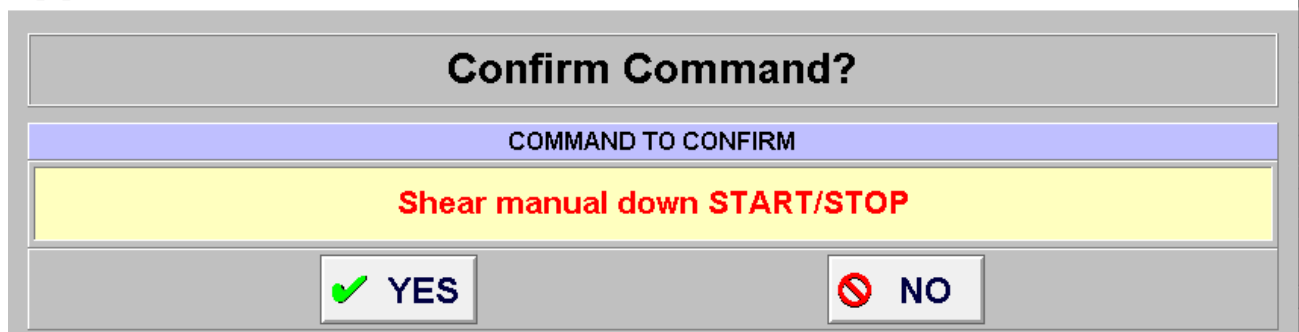 Confirm Command?
COMMAND TO CONFIRM
Shear manual down START/STOP
YES NO